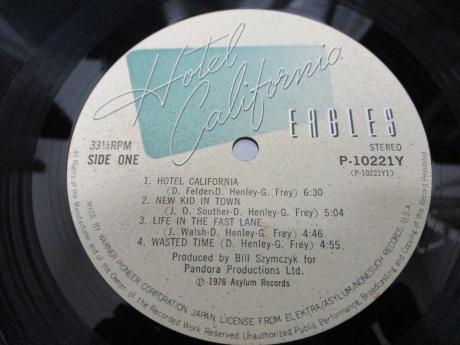 Hotel
California
EAGLES
33⅓RPM
SIDE ONE
STEREO
P-10221Y
(P-10221Y1)
1. HOTEL CALIFORNIA
(D. Felder-D. Henley-G. Frey) 6:30
2. NEW KID IN TOWN
(J. D. Souther-D. Henley-G. Frey) 5:04
3. LIFE IN THE FAST LANE
(J. Walsh-D. Henley-G. Frey) 4:46
4. WASTED TIME (D. Henley-G. Frey) 4:55
Produced by Bill Szymczyk for
Pandora Productions Ltd.
℗1976 Asylum Records
MADE BY WARNER-PIONEER CORPORATION, JAPAN, LICENSE FROM ELEKTRA/ASYLUM/NONESUCH RECORDS, U.S.A.
All Rights of the Manufacturer and of the Owner of the Recorded Work Reserved. Unauthorized Public Performance, Broadcasting and Copying of this Record Prohibited